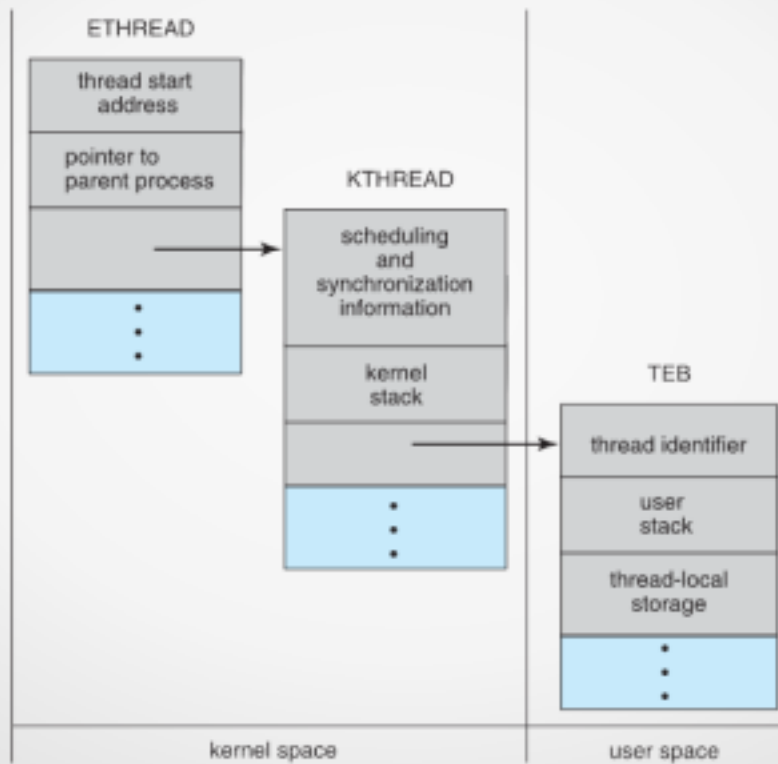 ETHREAD
thread start
address
pointer to
parent process
KTHREAD
scheduling
and
synchronization
information
kernel
stack
TEB
thread identifier
user
stack
thread-local
storage
kernel space
user space